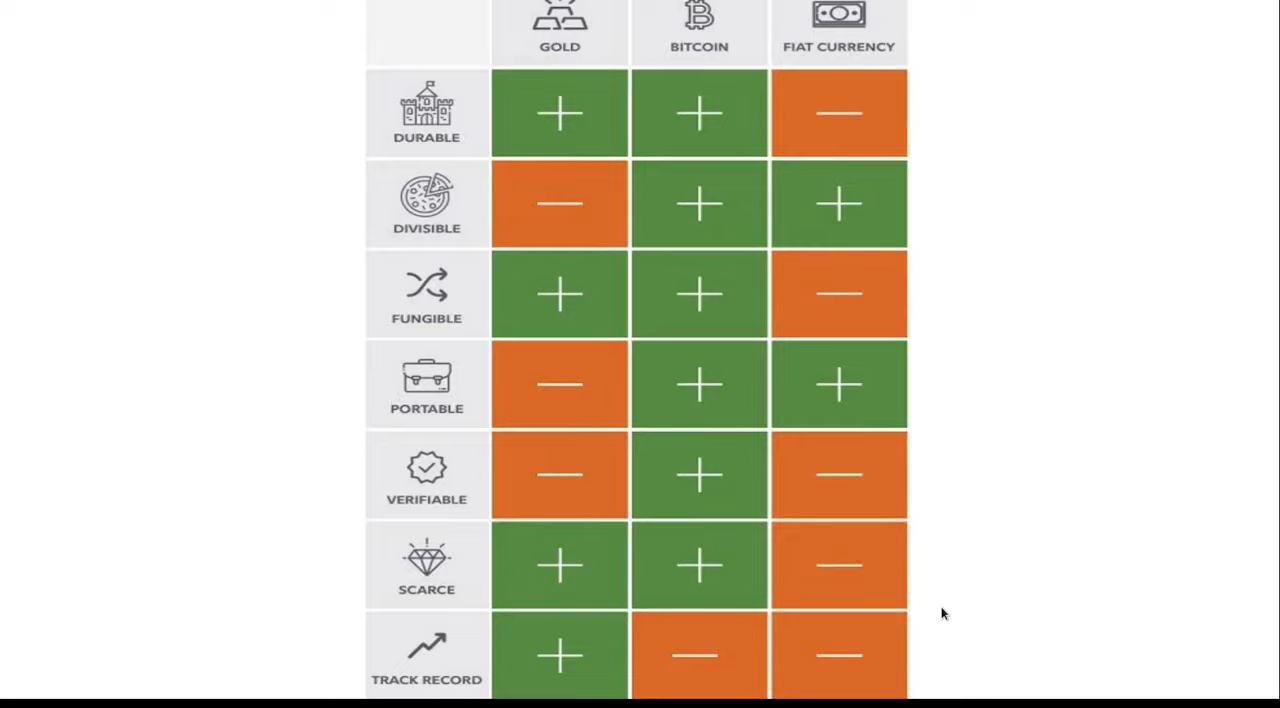 GOLD BITCOIN FIAT CURRENCY
DURABLE + + —
DIVISIBLE — + +
FUNGIBLE + + —
PORTABLE — + +
VERIFIABLE — + —
SCARCE + + —
TRACK RECORD + — —